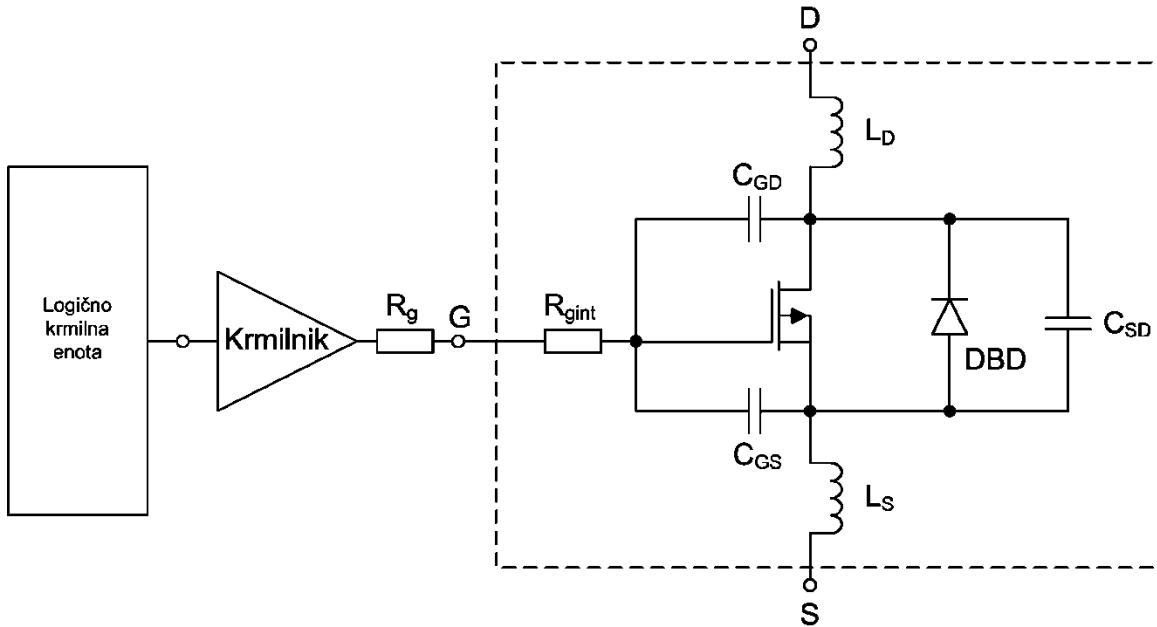 D
L_D
C_GD
Logično
krmilna
enota
Krmilnik
R_g
G
R_gint
DBD
C_SD
C_GS
L_S
S